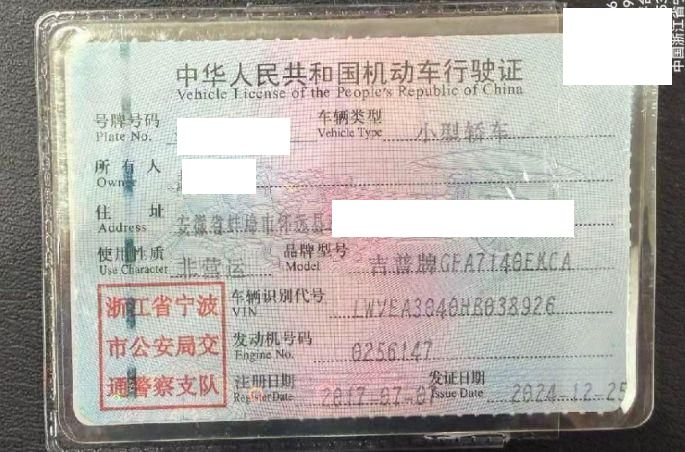 中华人民共和国机动车行驶证
Vehicle License of the People's Republic of China
号牌号码
Plate No.
车辆类型
Vehicle Type
小型轿车
所有人
Owner
住址
Address
安徽省蚌埠市怀远县
使用性质
Use Character
非营运
品牌型号
Model
吉普牌GFA7140EKCA
浙江省宁波
市公安局交
通警察支队
车辆识别代号
VIN
LWVEA3040HB038926
发动机号码
Engine No.
0256147
注册日期
Register Date
2017-07-07
发证日期
Issue Date
2024-12-25
中国浙江省宁